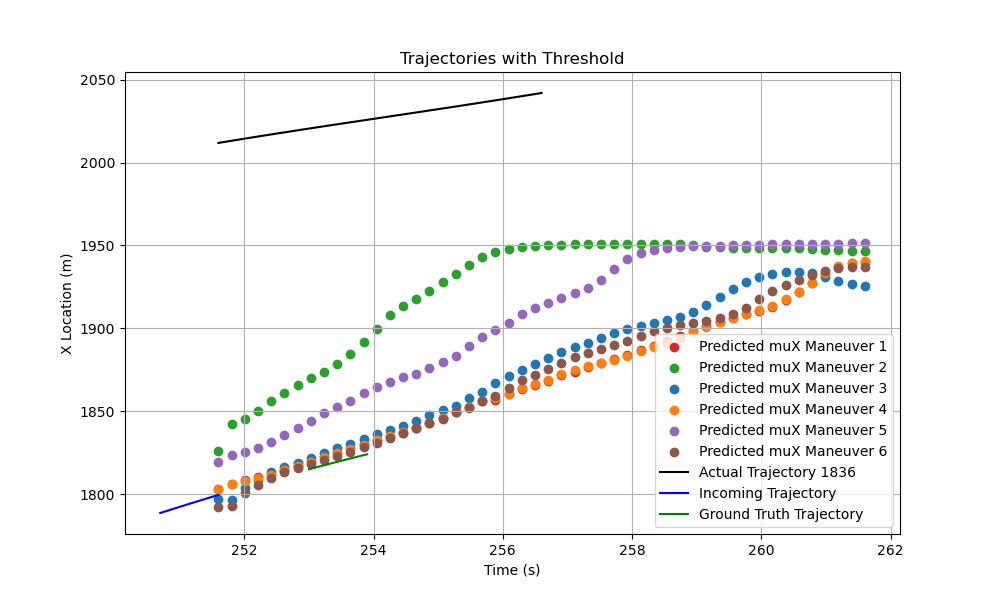 Trajectories with Threshold
2050
2000
1950
1900
1850
1800
X Location (m)
252
254
256
258
260
262
Time (s)
Predicted muX Maneuver 1
Predicted muX Maneuver 2
Predicted muX Maneuver 3
Predicted muX Maneuver 4
Predicted muX Maneuver 5
Predicted muX Maneuver 6
Actual Trajectory 1836
Incoming Trajectory
Ground Truth Trajectory